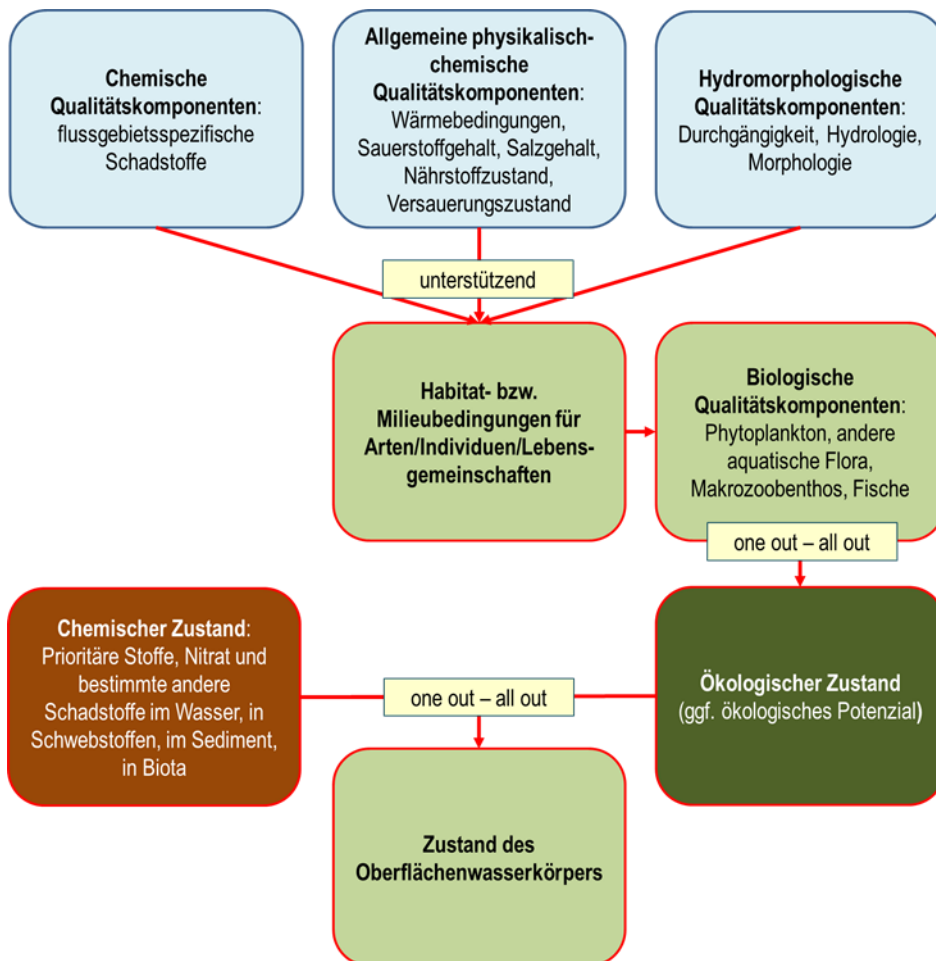 Chemische
Qualitätskomponenten:
flussgebietsspezifische
Schadstoffe
Allgemeine physikalisch-
chemische
Qualitätskomponenten:
Wärmebedingungen,
Sauerstoffgehalt, Salzgehalt,
Nährstoffzustand,
Versauerungszustand
Hydromorphologische
Qualitätskomponenten:
Durchgängigkeit, Hydrologie,
Morphologie
unterstützend
Habitat- bzw.
Milieubedingungen für
Arten/Individuen/Lebens-
gemeinschaften
Biologische
Qualitätskomponenten:
Phytoplankton, andere
aquatische Flora,
Makrozoobenthos, Fische
one out – all out
Chemischer Zustand:
Prioritäre Stoffe, Nitrat und
bestimmte andere
Schadstoffe im Wasser, in
Schwebstoffen, im Sediment,
in Biota
one out – all out
Ökologischer Zustand
(ggf. ökologisches Potenzial)
Zustand des
Oberflächenwasserkörpers